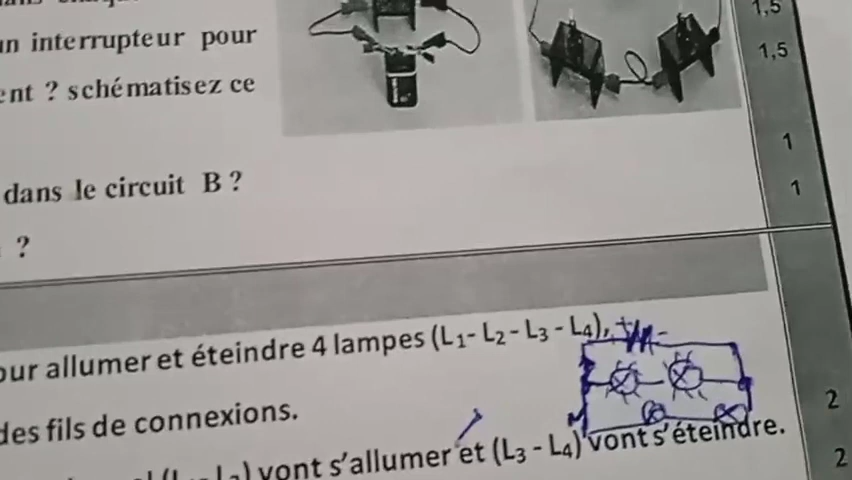 1,5
un interrupteur pour
1,5
ent ? schématisez ce
1
dans le circuit B ?
1
?
our allumer et éteindre 4 lampes (L₁- L₂ - L₃ - L₄),
des fils de connexions.
2
vont s'allumer et (L₃ - L₄) vont s'éteindre.
2